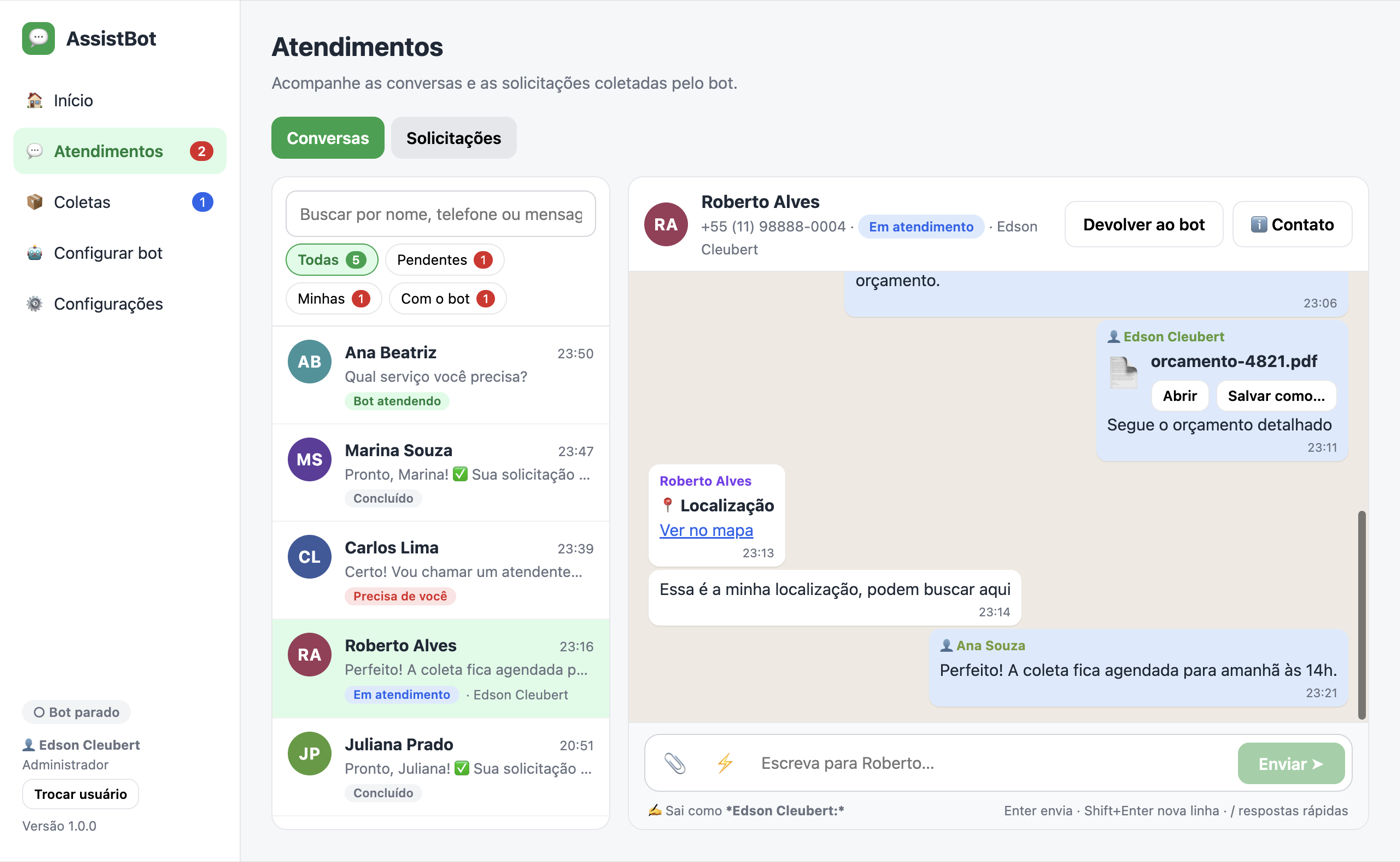 AssistBot
Início
Atendimentos 2
Coletas 1
Configurar bot
Configurações
Bot parado
Edson Cleubert
Administrador
Trocar usuário
Versão 1.0.0
Atendimentos
Acompanhe as conversas e as solicitações coletadas pelo bot.
Conversas Solicitações
Buscar por nome, telefone ou mensag
Todas 5 Pendentes 1
Minhas 1 Com o bot 1
Ana Beatriz 23:50
AB
Qual serviço você precisa?
Bot atendendo
Marina Souza 23:47
MS
Pronto, Marina! ✅ Sua solicitação ...
Concluído
Carlos Lima 23:39
CL
Certo! Vou chamar um atendente...
Precisa de você
Roberto Alves 23:16
RA
Perfeito! A coleta fica agendada p...
Em atendimento · Edson Cleubert
Juliana Prado 20:51
JP
Pronto, Juliana! ✅ Sua solicitação ...
Concluído
RA
Roberto Alves
+55 (11) 98888-0004 · Em atendimento · Edson
Cleubert
Devolver ao bot ℹ️ Contato
orçamento.
23:06
Edson Cleubert
orcamento-4821.pdf
Abrir Salvar como...
Segue o orçamento detalhado
23:11
Roberto Alves
📍 Localização
Ver no mapa
23:13
Essa é a minha localização, podem buscar aqui
23:14
Ana Souza
Perfeito! A coleta fica agendada para amanhã às 14h.
23:21
Escreva para Roberto...
Enviar ➤
✍️ Sai como *Edson Cleubert:*
Enter envia · Shift+Enter nova linha · / respostas rápidas